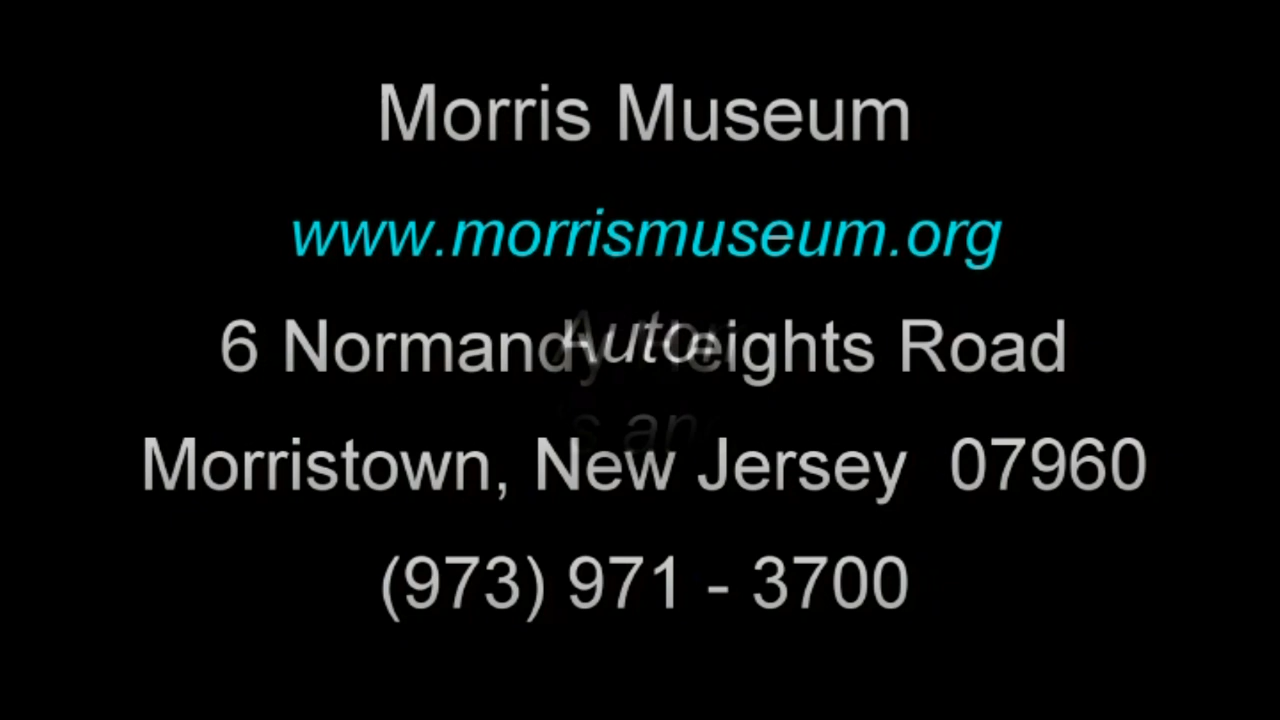 Morris Museum
www.morrismuseum.org
6 Normandy Heights Road
Morristown, New Jersey  07960
(973) 971 - 3700